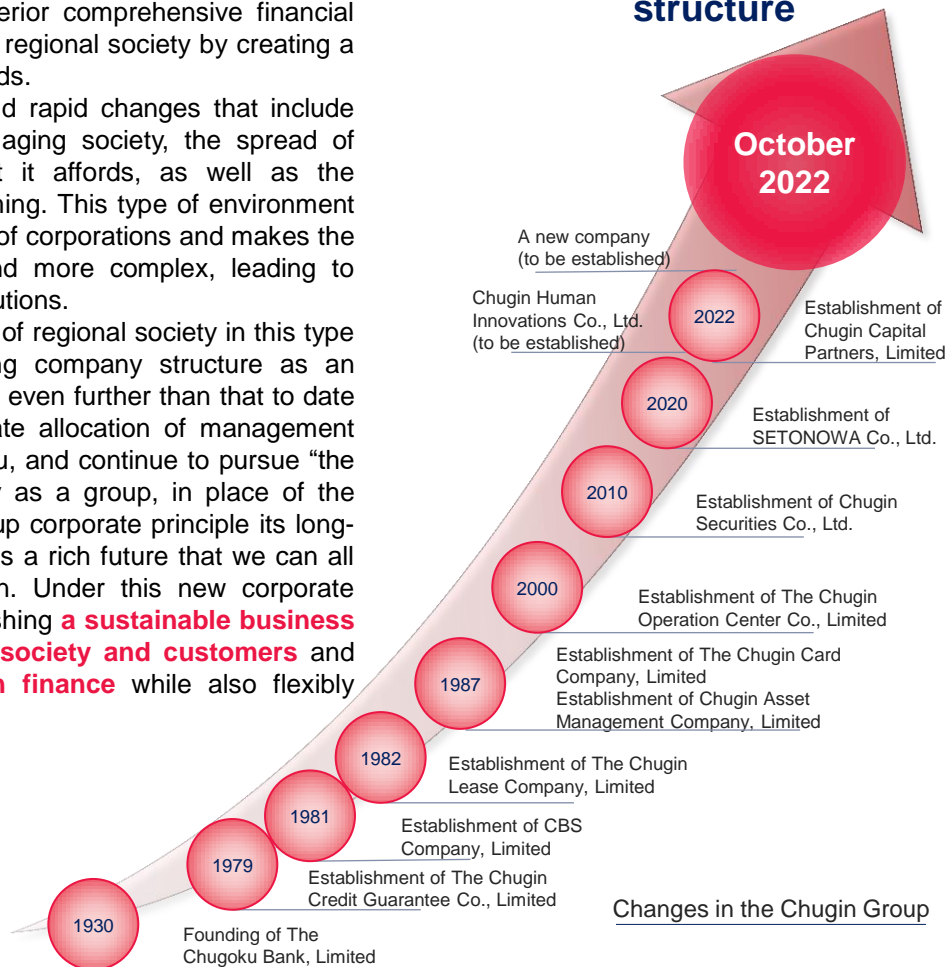 erior comprehensive financial
regional society by creating a
ds.
d rapid changes that include
aging society, the spread of
t it affords, as well as the
ning. This type of environment
of corporations and makes the
nd more complex, leading to
utions.
of regional society in this type
ng company structure as an
even further than that to date
ate allocation of management
u, and continue to pursue “the
y as a group, in place of the
up corporate principle its long-
s a rich future that we can all
n. Under this new corporate
shing a sustainable business
society and customers and
n finance while also flexibly
structure
October
2022
A new company
(to be established)
Chugin Human
Innovations Co., Ltd.
(to be established)
2022
Establishment of
Chugin Capital
Partners, Limited
2020
Establishment of
SETONOWA Co., Ltd.
2010
Establishment of Chugin
Securities Co., Ltd.
2000
Establishment of The Chugin
Operation Center Co., Limited
1987
Establishment of The Chugin Card
Company, Limited
Establishment of Chugin Asset
Management Company, Limited
1982
Establishment of The Chugin
Lease Company, Limited
1981
Establishment of CBS
Company, Limited
1979
Establishment of The Chugin
Credit Guarantee Co., Limited
1930
Founding of The
Chugoku Bank, Limited
Changes in the Chugin Group